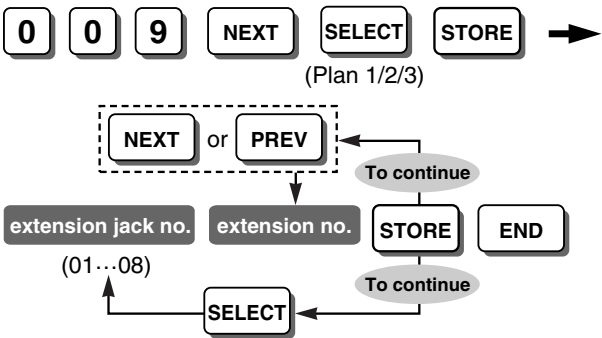 0 0 9 NEXT SELECT STORE
(Plan 1/2/3)
NEXT or PREV
To continue
extension jack no. extension no. STORE END
(01···08)
To continue
SELECT